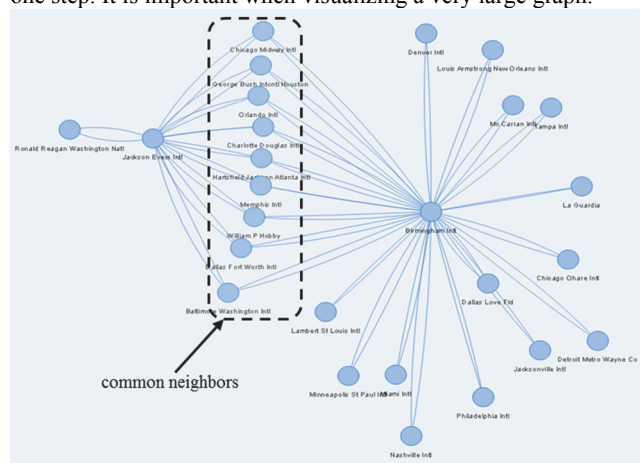 one step. It is important when visualizing a very large graph.
Chicago Midway Intl
Denver Intl
Louis Armstrong New Orleans Intl
George Bush Intontl Houston
Orlando Intl
Mc Carran Intl
Tampa Intl
Ronald Reagan Washington Natl
Jackson Evers Intl
Charlotte Douglas Intl
Hartsfield Jackson Atlanta Intl
Memphis Intl
La Guardia
William P Hobby
Birmingham Intl
Dallas Fort Worth Intl
Chicago Ohare Intl
Baltimore Washington Intl
Dallas Love Fld
Lambert St Louis Intl
Jacksonville Intl
Detroit Metro Wayne Co
common neighbors
Minneapolis St Paul Intl
Miami Intl
Philadelphia Intl
Nashville Intl